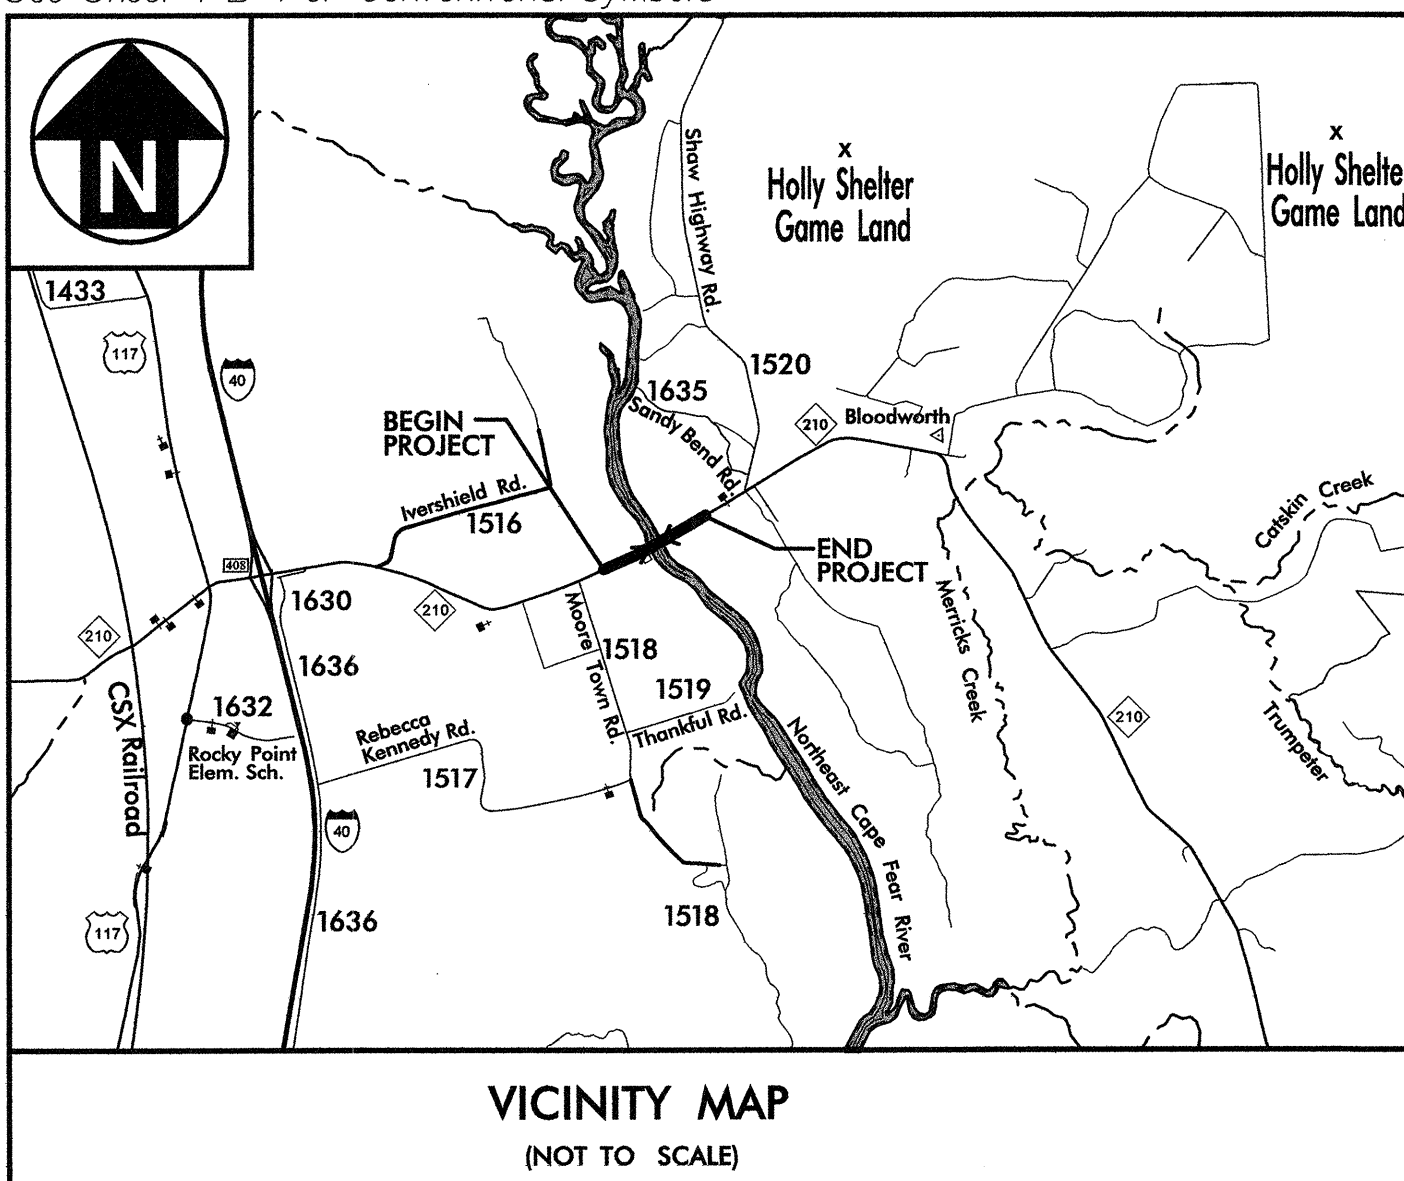 N
Holly Shelter
Game Land
Holly Shelte
Game Land
Shaw Highway Rd.
1433
117
40
1520
1635
Sandy Bend Rd.
210
Bloodworth
BEGIN
PROJECT
Ivershield Rd.
1516
Catskin Creek
END
PROJECT
408
1630
210
210
Moore Town Rd.
1518
Merricks Creek
1636
1519
Thankful Rd.
CSX Railroad
1632
Rocky Point
Elem. Sch.
Rebecca
Kennedy Rd.
1517
Northeast Cape Fear River
210
Trumpeter
40
117
1636
1518
VICINITY MAP
(NOT TO SCALE)